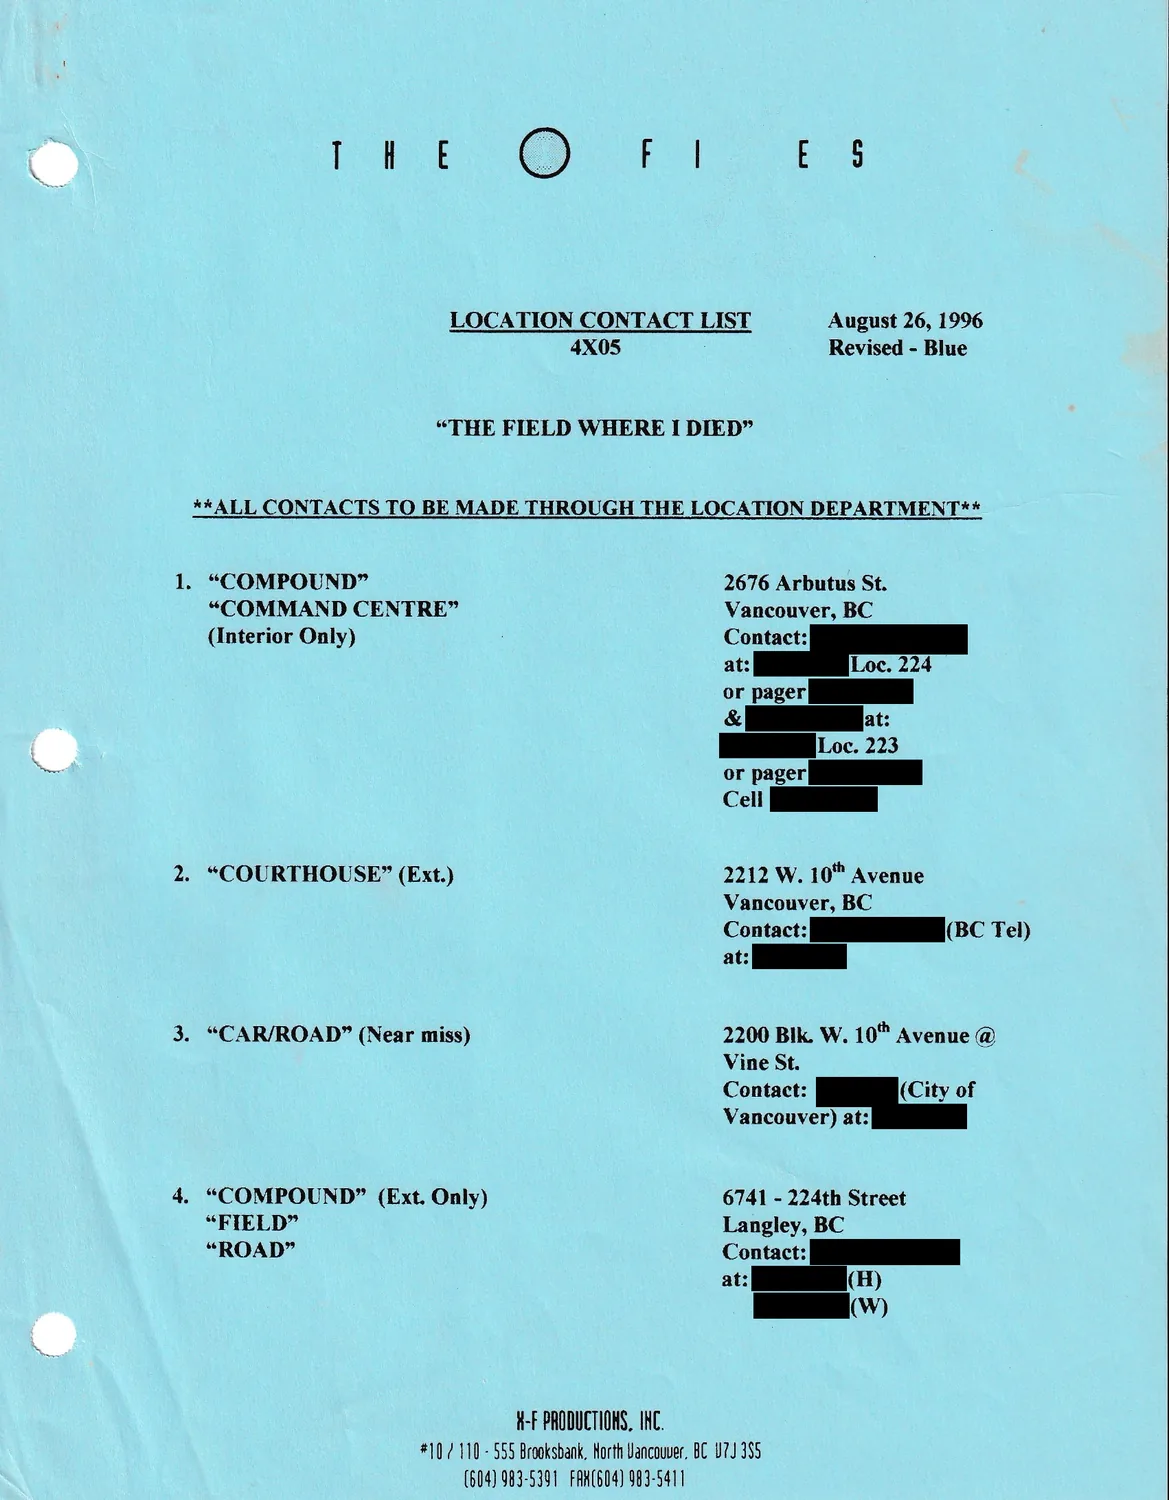 THE FI ES
LOCATION CONTACT LIST
August 26, 1996
4X05
Revised - Blue
“THE FIELD WHERE I DIED”
**ALL CONTACTS TO BE MADE THROUGH THE LOCATION DEPARTMENT**
1. “COMPOUND”
“COMMAND CENTRE”
(Interior Only)
2676 Arbutus St.
Vancouver, BC
Contact:
at: Loc. 224
or pager
& at:
Loc. 223
or pager
Cell
2. “COURTHOUSE” (Ext.)
2212 W. 10th Avenue
Vancouver, BC
Contact: (BC Tel)
at:
3. “CAR/ROAD” (Near miss)
2200 Blk. W. 10th Avenue @
Vine St.
Contact: (City of
Vancouver) at:
4. “COMPOUND” (Ext. Only)
“FIELD”
“ROAD”
6741 - 224th Street
Langley, BC
Contact:
at: (H)
(W)
X-F PRODUCTIONS, INC.
#10 / 110 - 555 Brooksbank, North Vancouver, BC V7J 3S5
(604) 983-5391 FAX(604) 983-5411